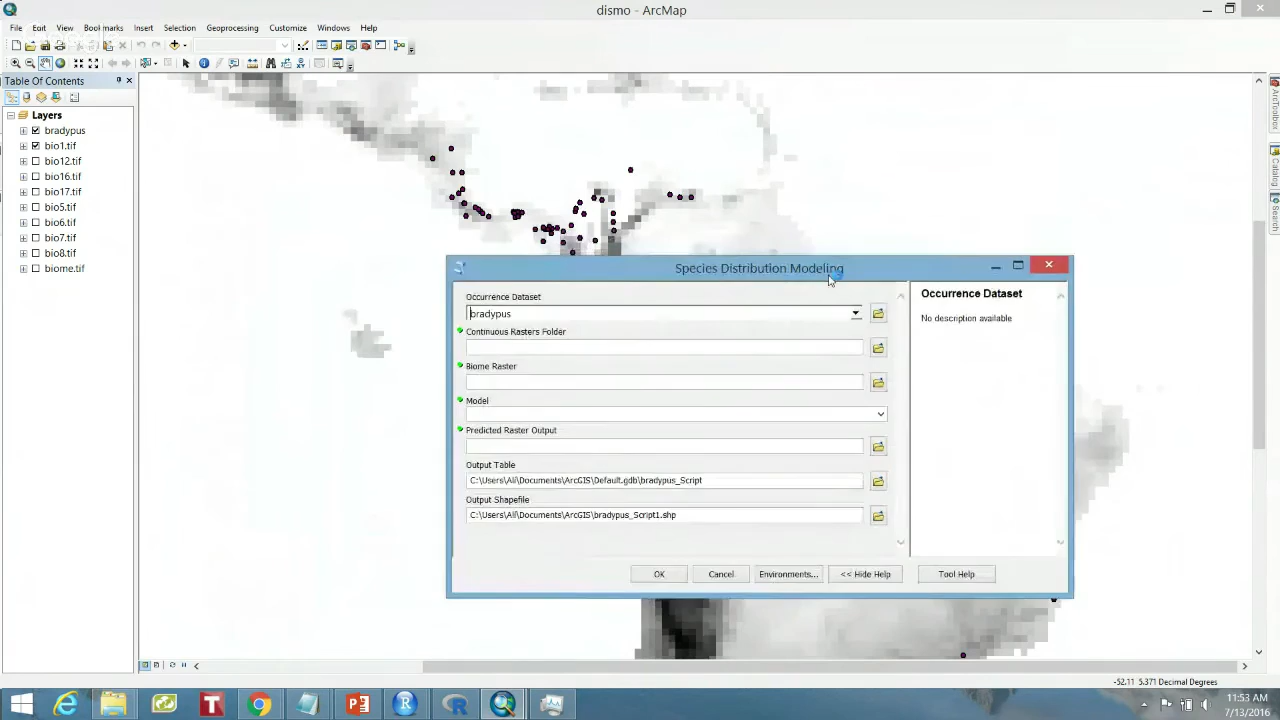 dismo - ArcMap
File Edit View Bookmarks Insert Selection Geoprocessing Customize Windows Help
Table Of Contents
Layers
bradypus
bio1.tif
bio12.tif
bio16.tif
bio17.tif
bio5.tif
bio6.tif
bio7.tif
bio8.tif
biome.tif
Species Distribution Modeling
Occurrence Dataset
bradypus
Continuous Rasters Folder
Biome Raster
Model
Predicted Raster Output
Output Table
C:\Users\Ali\Documents\ArcGIS\Default.gdb\bradypus_Script
Output Shapefile
C:\Users\Ali\Documents\ArcGIS\bradypus_Script1.shp
OK Cancel Environments... << Hide Help Tool Help
Occurrence Dataset
No description available
ArcToolbox
Catalog
Search
-52.11 5.371 Decimal Degrees
11:53 AM
7/13/2016